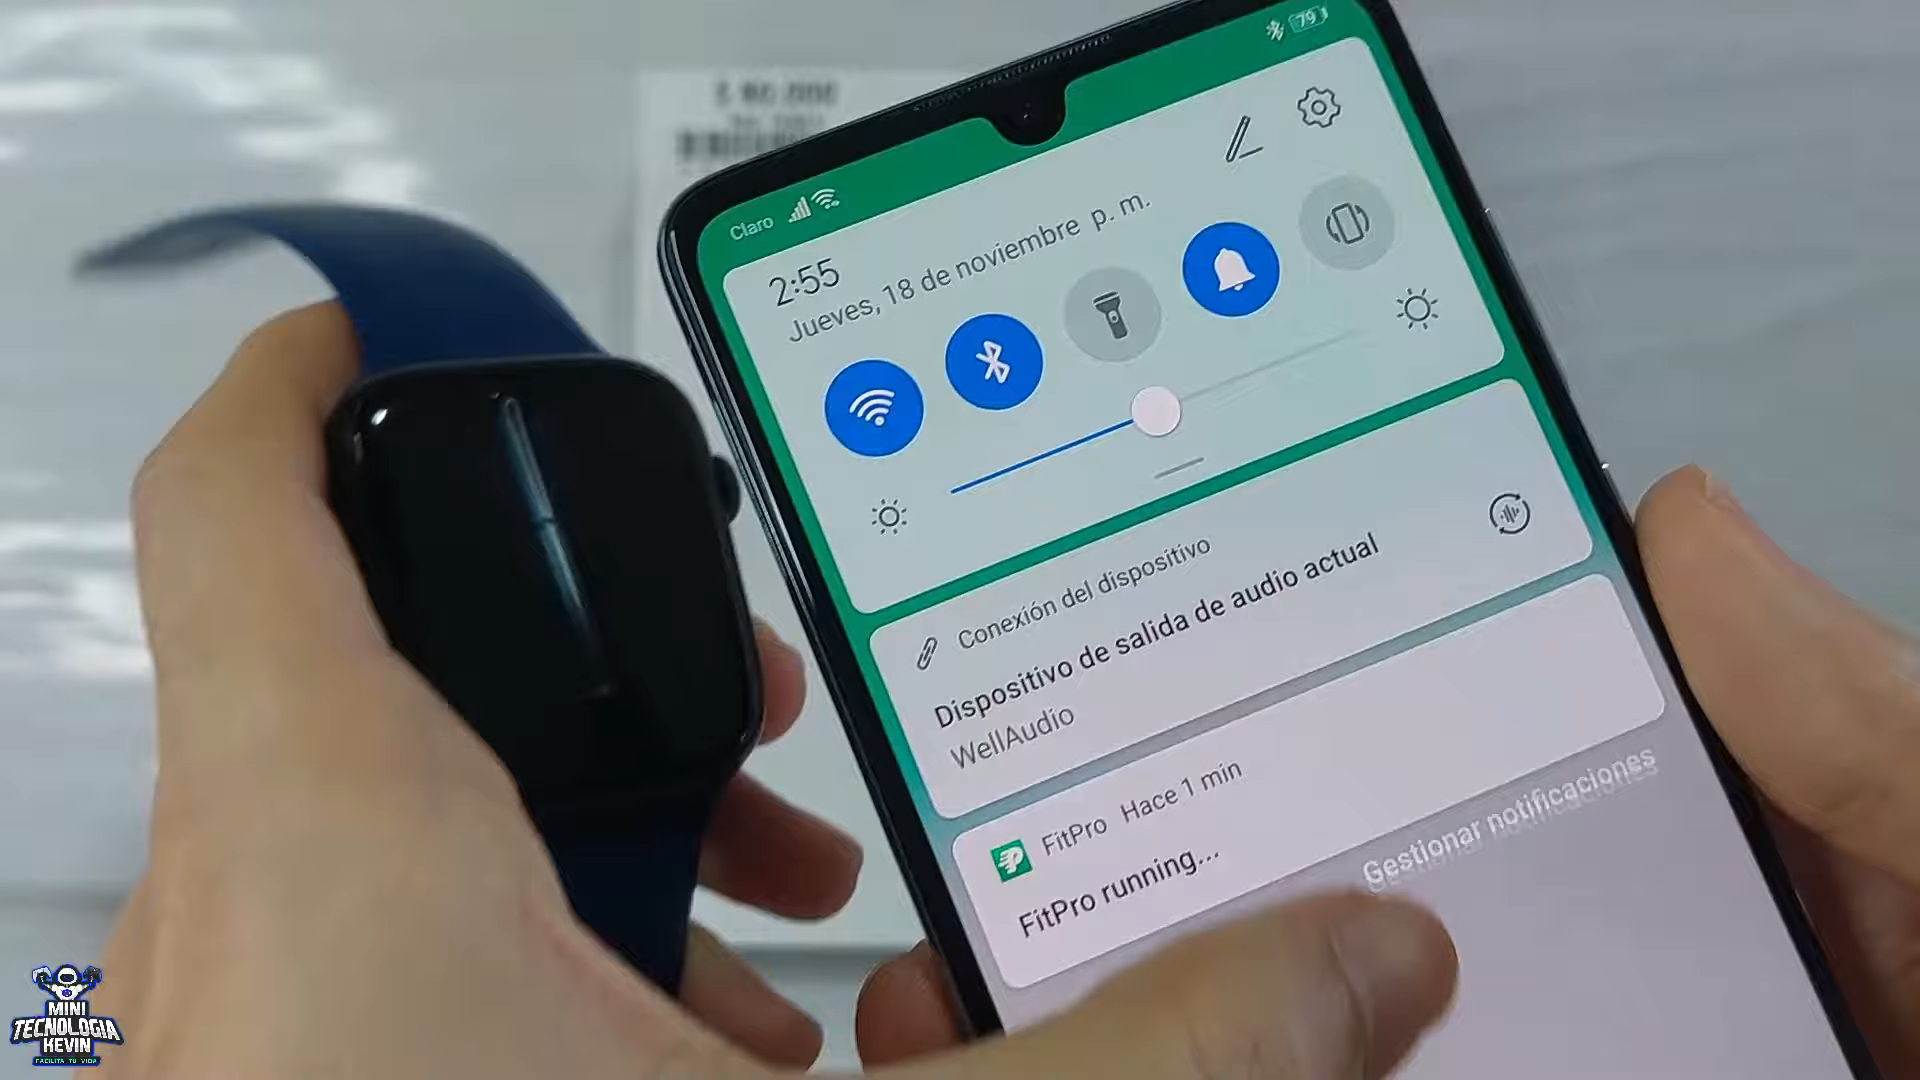 79
Claro
2:55
Jueves, 18 de noviembre p. m.
Conexión del dispositivo
Dispositivo de salida de audio actual
WellAudio
FitPro Hace 1 min
FitPro running...
Gestionar notificaciones
MINI
TECNOLOGIA
KEVIN
FACILITA TU VIDA